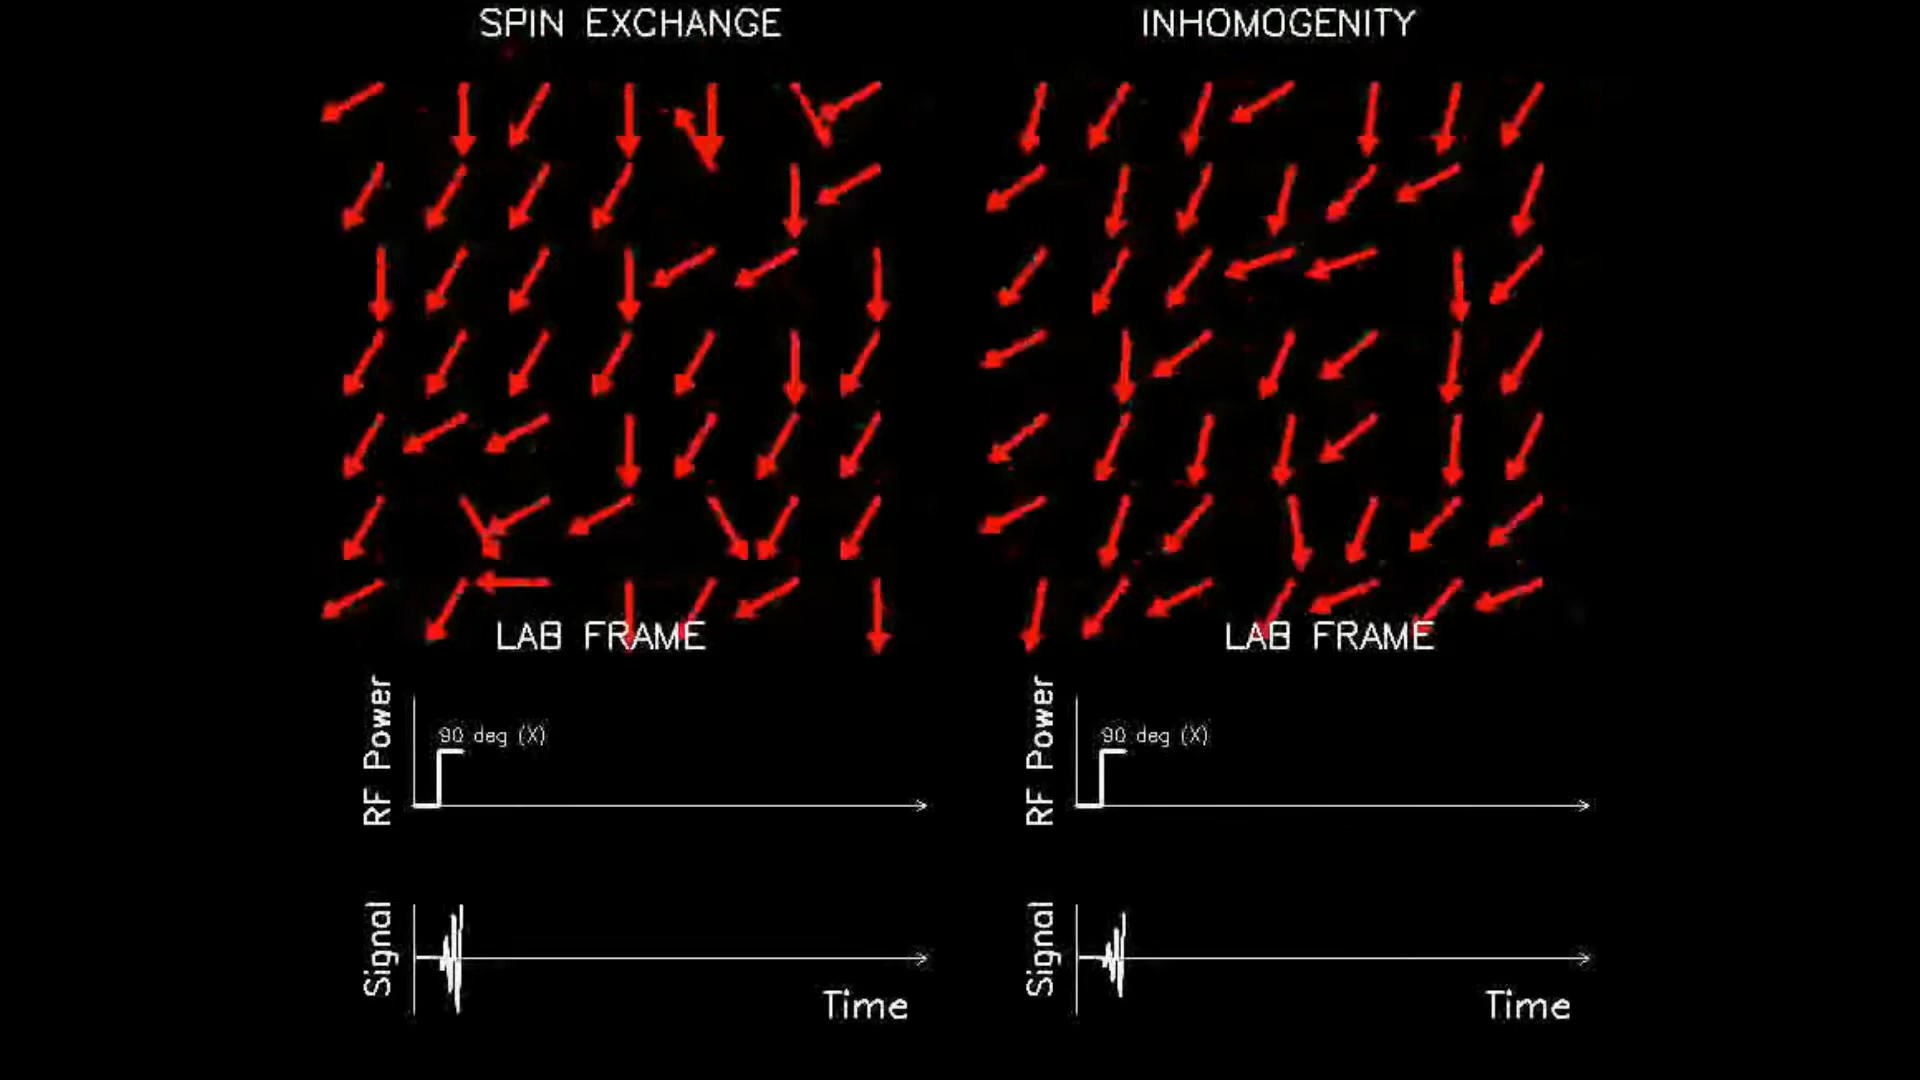 SPIN EXCHANGE
INHOMOGENITY
LAB FRAME
LAB FRAME
RF Power
90 deg (X)
RF Power
90 deg (X)
Signal
Time
Signal
Time